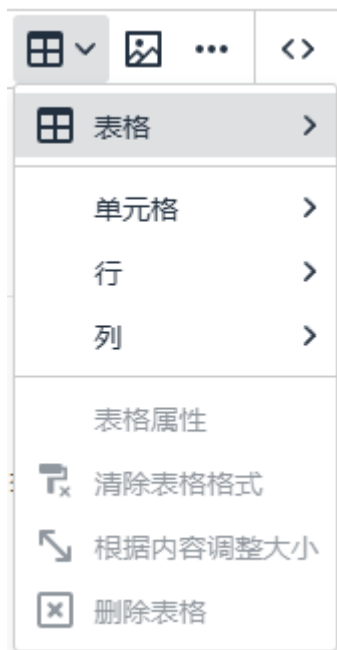 表格
单元格
行
列
表格属性
清除表格格式
根据内容调整大小
删除表格